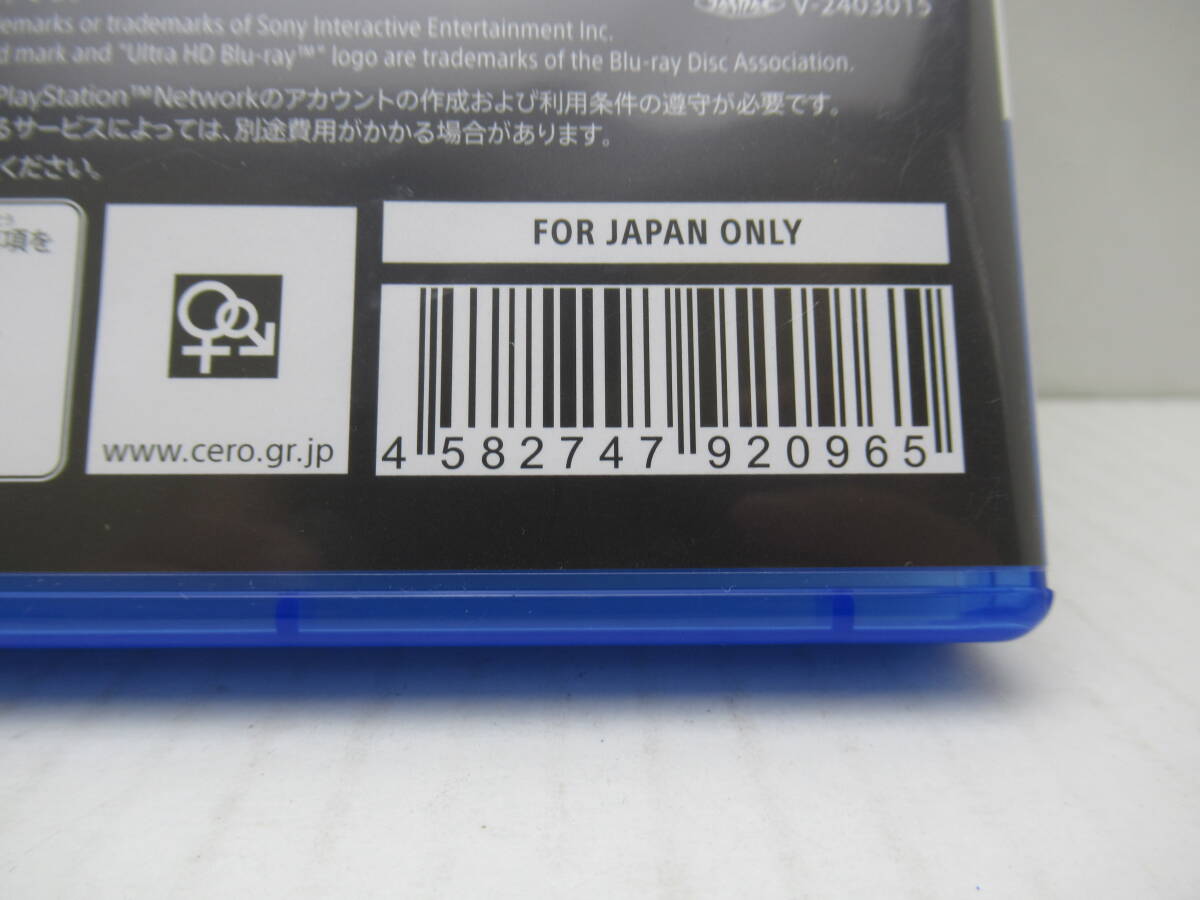 JASRAC V-2403015
emarks or trademarks of Sony Interactive Entertainment Inc.
d mark and "Ultra HD Blu-ray™" logo are trademarks of the Blu-ray Disc Association.
PlayStation™Networkのアカウントの作成および利用条件の遵守が必要です。
るサービスによっては、別途費用がかかる場合があります。
ください。
項を
FOR JAPAN ONLY
www.cero.gr.jp
4 582747 920965